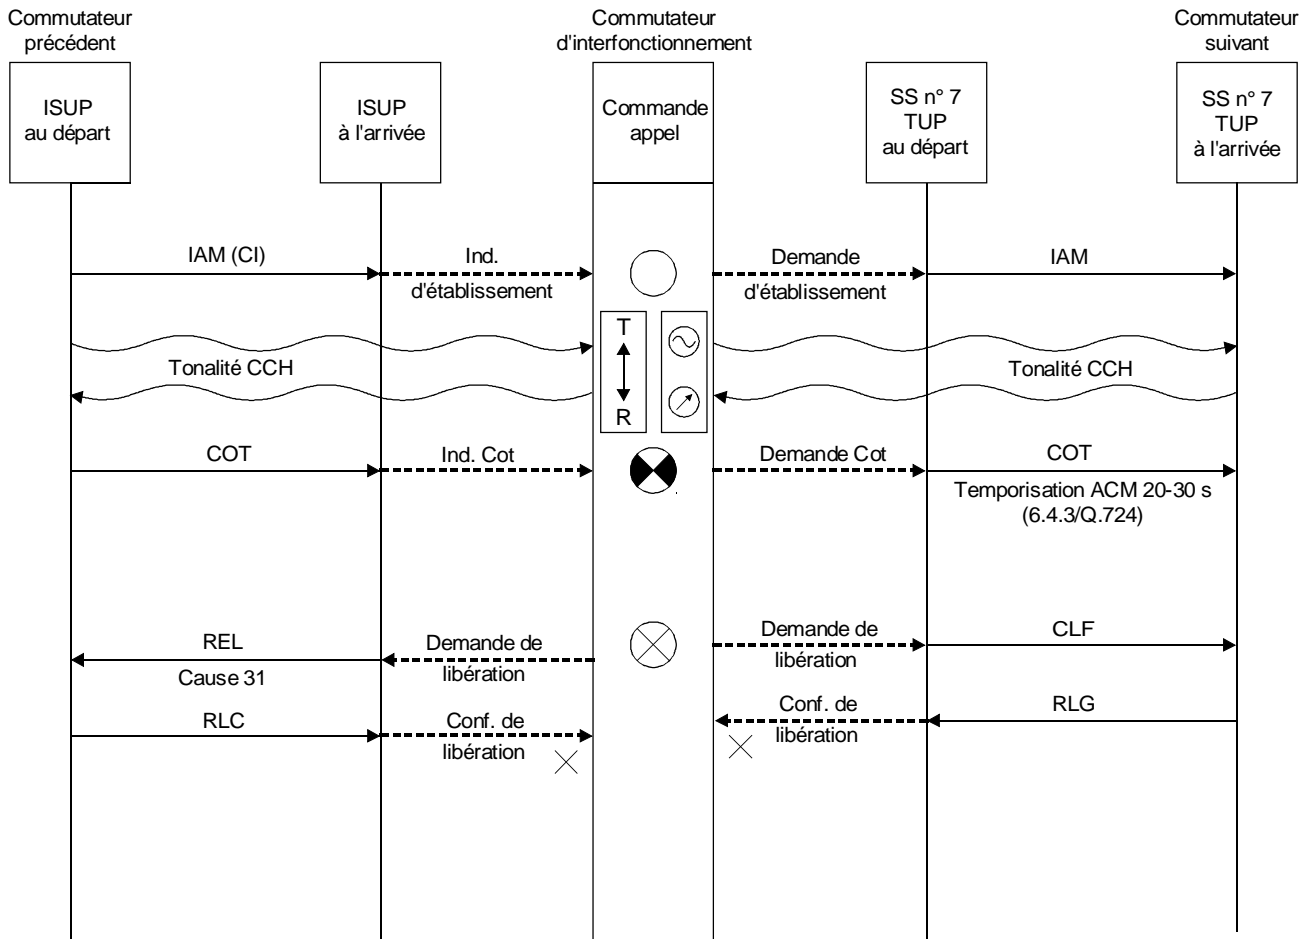 Commutateur
précédent
Commutateur
d'interfonctionnement
Commutateur
suivant
ISUP
au départ
ISUP
à l'arrivée
Commande
appel
SS n° 7
TUP
au départ
SS n° 7
TUP
à l'arrivée
IAM (CI)
Ind.
d'établissement
Demande
d'établissement
IAM
T
R
Tonalité CCH
Tonalité CCH
COT
Ind. Cot
Demande Cot
COT
Temporisation ACM 20-30 s
(6.4.3/Q.724)
REL
Cause 31
Demande de
libération
Demande de
libération
CLF
RLC
Conf. de
libération
Conf. de
libération
RLG